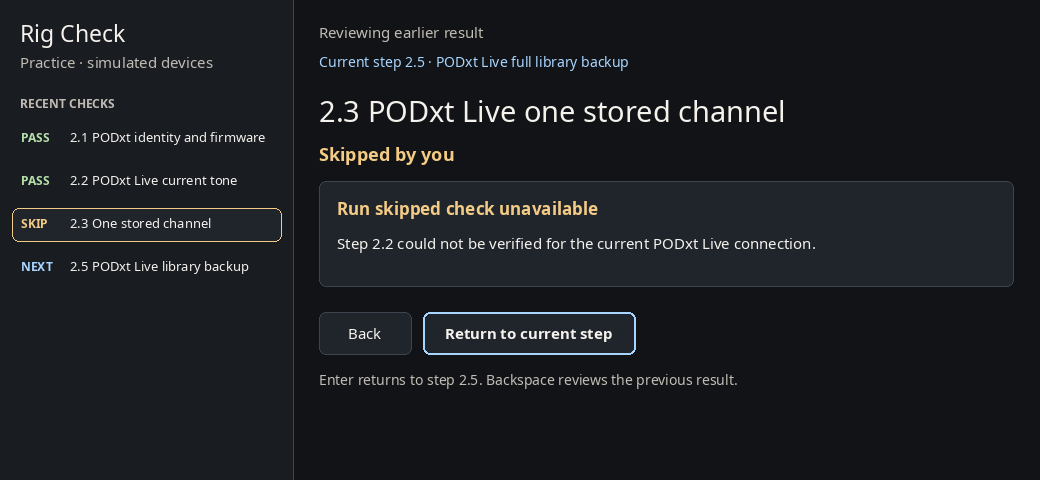 Rig Check
Practice · simulated devices
RECENT CHECKS
PASS 2.1 PODxt identity and firmware
PASS 2.2 PODxt Live current tone
SKIP 2.3 One stored channel
NEXT 2.5 PODxt Live library backup
Reviewing earlier result
Current step 2.5 · PODxt Live full library backup
2.3 PODxt Live one stored channel
Skipped by you
Run skipped check unavailable
Step 2.2 could not be verified for the current PODxt Live connection.
Back
Return to current step
Enter returns to step 2.5. Backspace reviews the previous result.